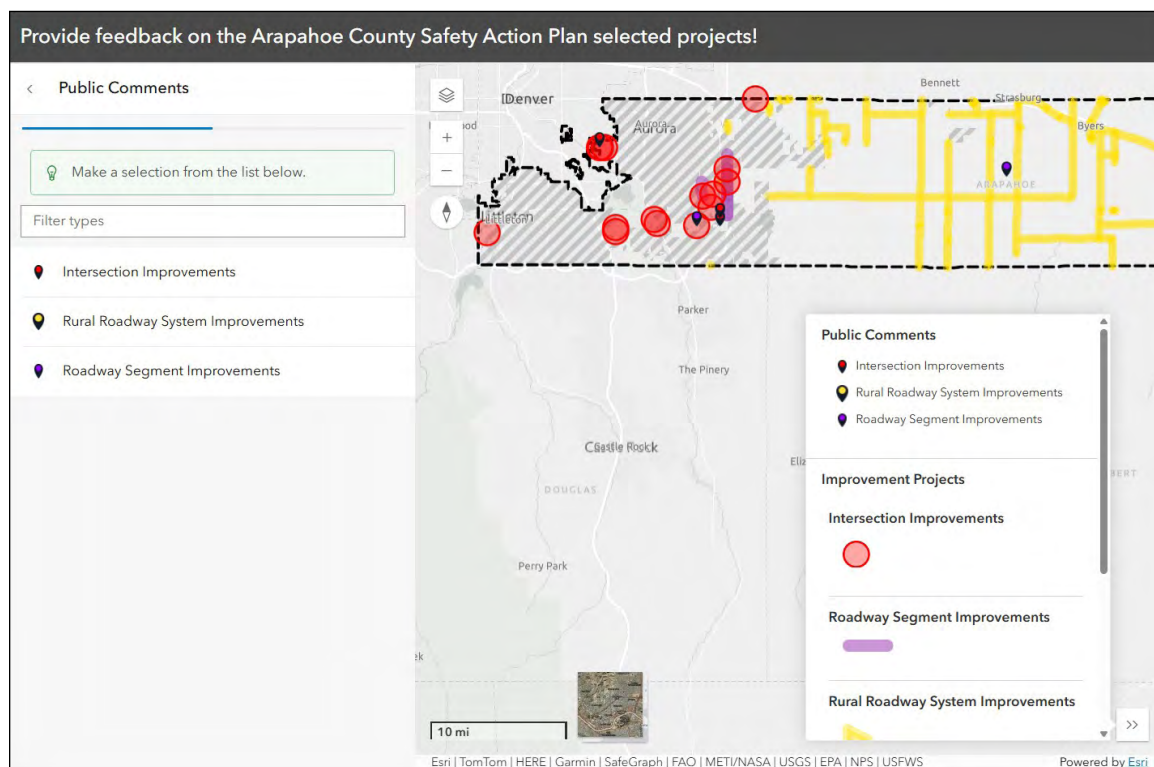 Provide feedback on the Arapahoe County Safety Action Plan selected projects!
Public Comments
Make a selection from the list below.
Filter types
Intersection Improvements
Rural Roadway System Improvements
Roadway Segment Improvements
Bennett
Denver
Strasburg
Aurora
Aurora
Byers
ARAPAHOE
Littleton
Littleton
Parker
The Pinery
Castle Rock
Castle Rock
DOUGLAS
Perry Park
Public Comments
Intersection Improvements
Rural Roadway System Improvements
Roadway Segment Improvements
Improvement Projects
Intersection Improvements
Roadway Segment Improvements
Rural Roadway System Improvements
10 mi
Esri | TomTom | HERE | Garmin | SafeGraph | FAO | METI/NASA | USGS | EPA | NPS | USFWS
Powered by Esri